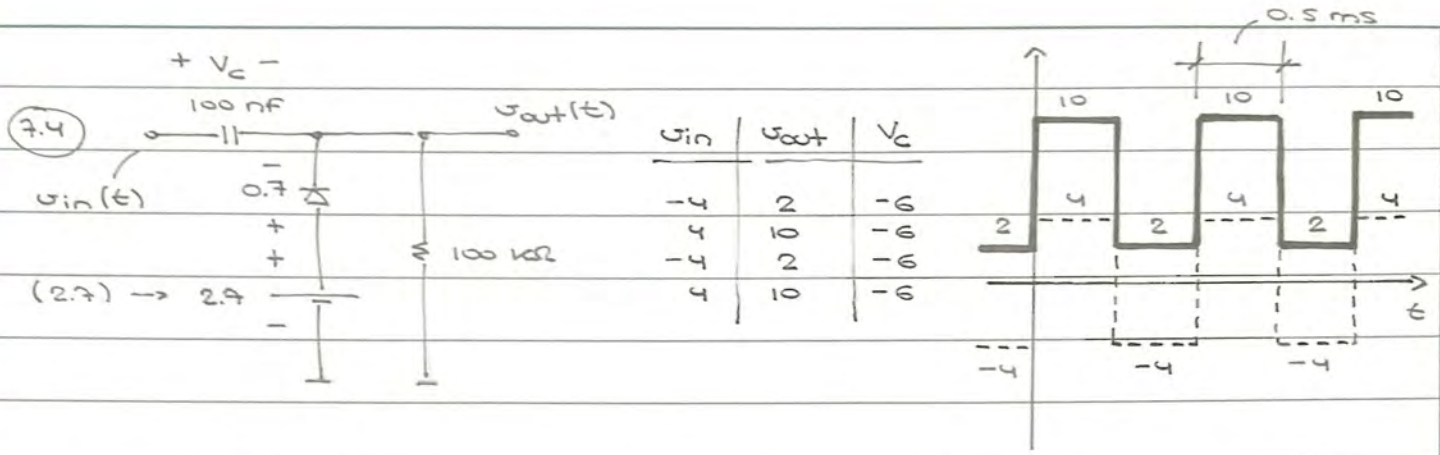 0.5 ms
+ Vc -
7.4
100 nf
vin(t)
vout(t)
-
0.7
+
+
(2.7) → 2.7
-
100 kΩ
vin | vout | Vc
-4 | 2 | -6
4 | 10 | -6
-4 | 2 | -6
4 | 10 | -6
10 10 10
4 4 4
2 2 2
t
-4 -4 -4